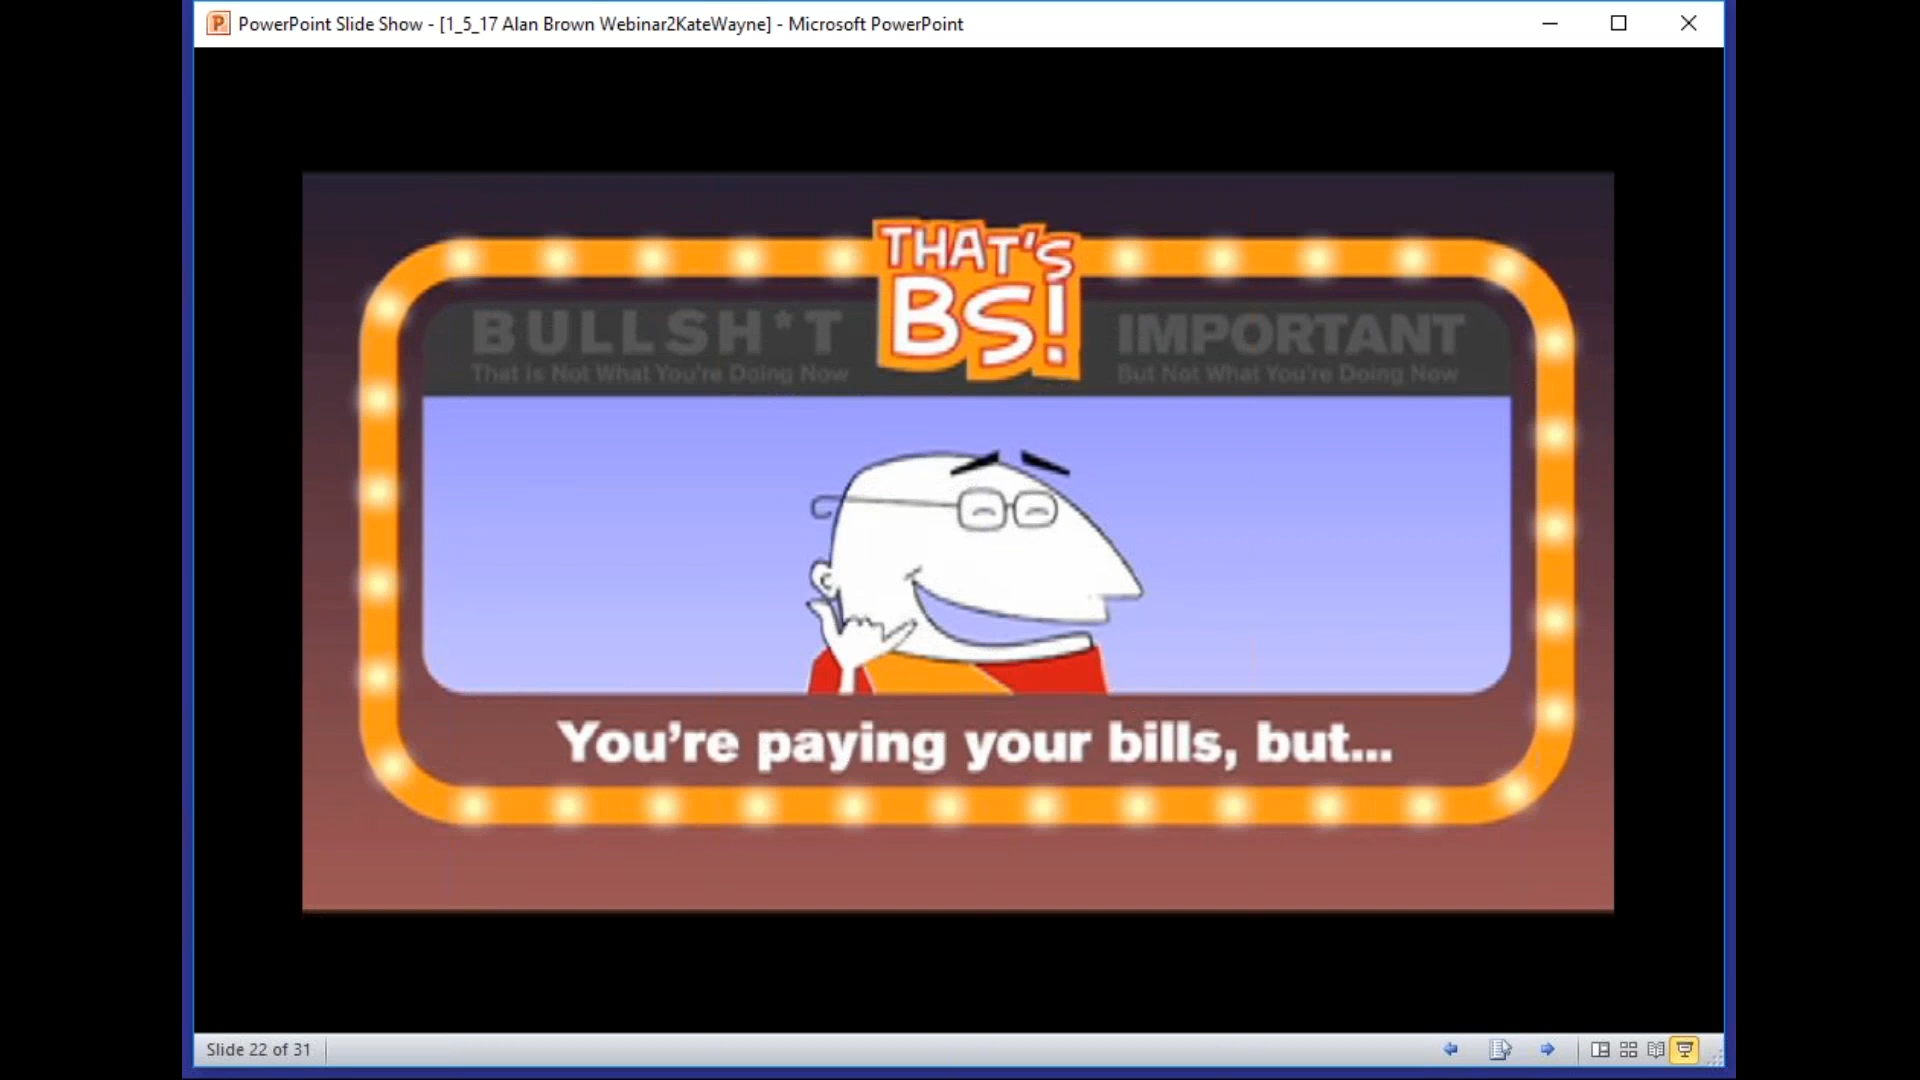 PowerPoint Slide Show - [1_5_17 Alan Brown Webinar2KateWayne] - Microsoft PowerPoint
THAT'S
BS!
BULLSH*T
That Is Not What You're Doing Now
IMPORTANT
But Not What You're Doing Now
You're paying your bills, but...
Slide 22 of 31